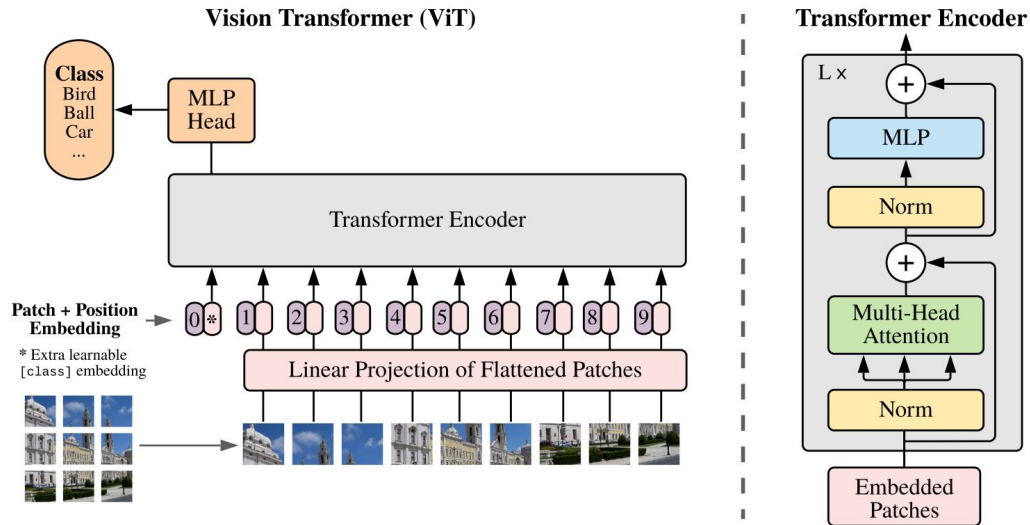 Vision Transformer (ViT)
Class
Bird
Ball
Car
...
MLP
Head
Transformer Encoder
Patch + Position
Embedding
0 * 1 2 3 4 5 6 7 8 9
* Extra learnable
[class] embedding
Linear Projection of Flattened Patches
Transformer Encoder
L ×
+
MLP
Norm
+
Multi-Head
Attention
Norm
Embedded
Patches